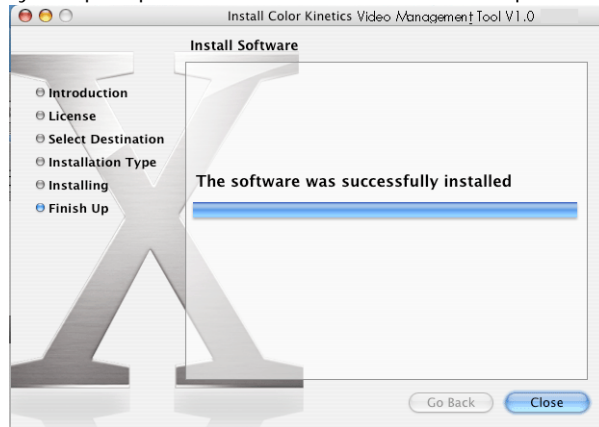 Install Color Kinetics Video Management Tool V1.0
Install Software
Introduction
License
Select Destination
Installation Type
Installing
Finish Up
The software was successfully installed
Go Back
Close